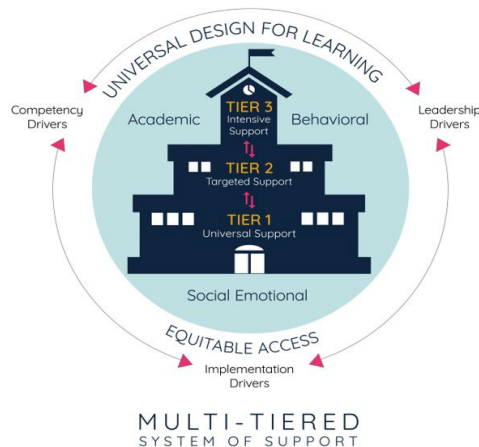 UNIVERSAL DESIGN FOR LEARNING
Competency
Drivers
Leadership
Drivers
Academic
Behavioral
TIER 3
Intensive
Support
TIER 2
Targeted Support
TIER 1
Universal Support
Social Emotional
EQUITABLE ACCESS
Implementation
Drivers
MULTI-TIERED
SYSTEM OF SUPPORT